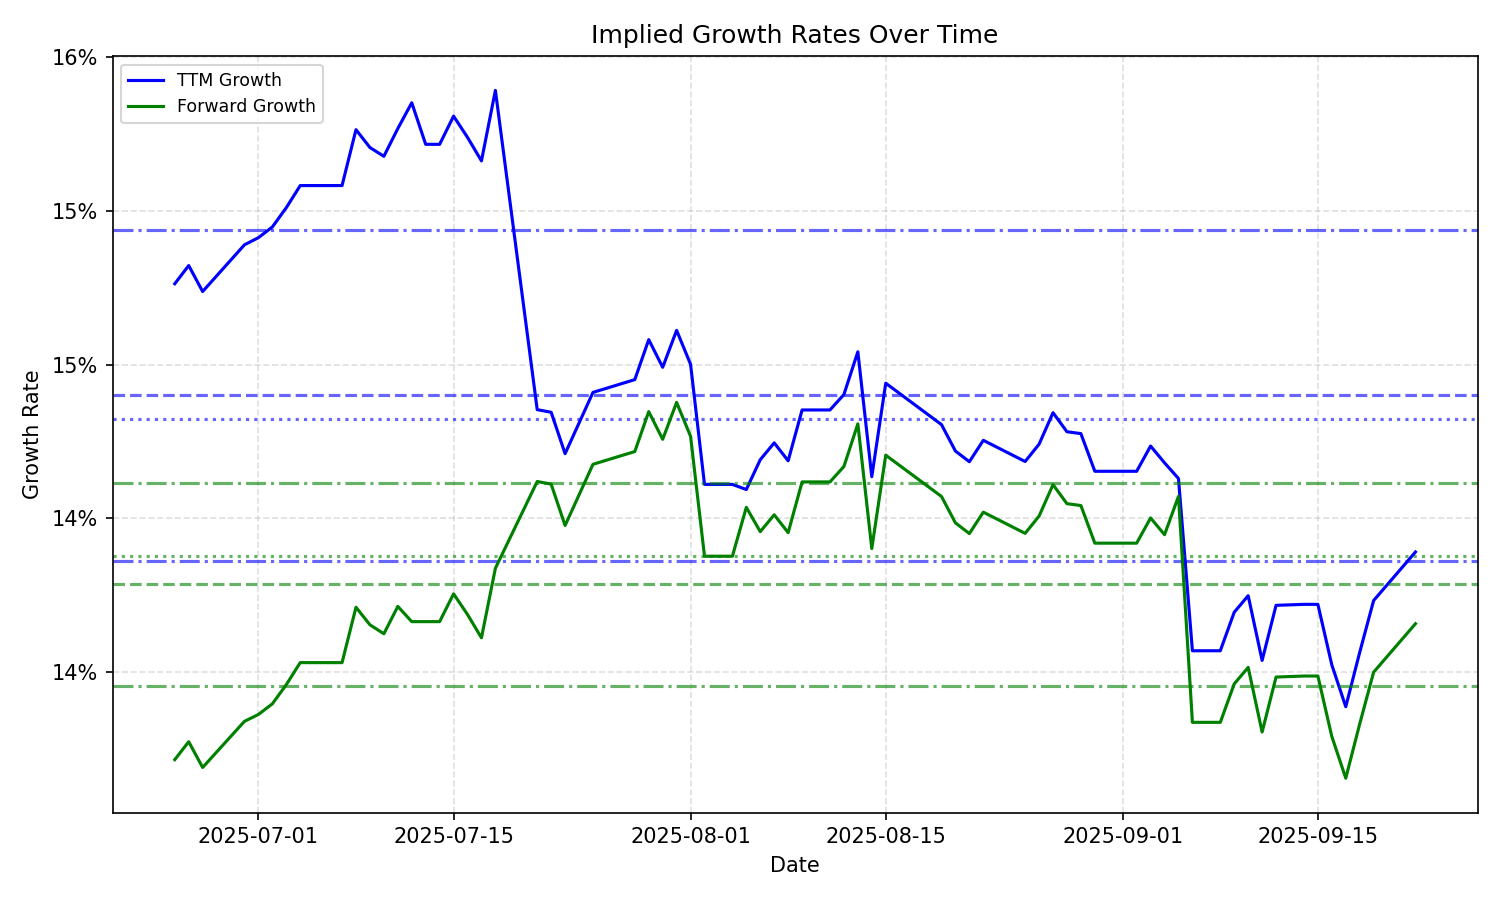 Implied Growth Rates Over Time
TTM Growth
Forward Growth
Growth Rate
16%
15%
15%
14%
14%
2025-07-01
2025-07-15
2025-08-01
2025-08-15
2025-09-01
2025-09-15
Date